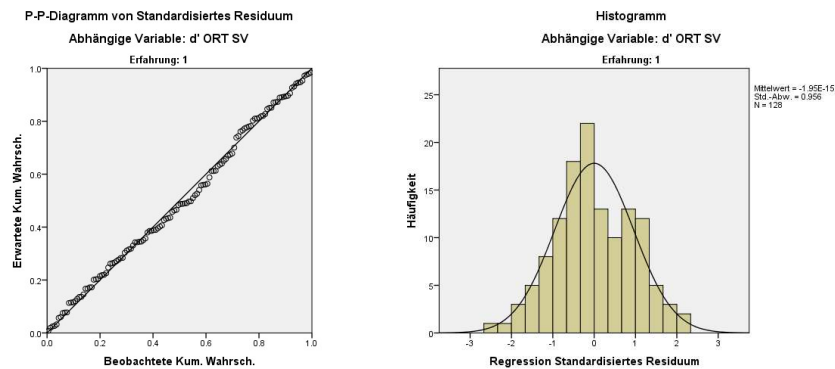 P-P-Diagramm von Standardisiertes Residuum
Abhängige Variable: d' ORT SV
Erfahrung: 1
1.0
0.8
0.6
0.4
0.2
0.0
0.0 0.2 0.4 0.6 0.8 1.0
Erwartete Kum. Wahrsch.
Beobachtete Kum. Wahrsch.
Histogramm
Abhängige Variable: d' ORT SV
Erfahrung: 1
Mittelwert = -1.95E-15
Std.-Abw. = 0.956
N = 128
25
20
15
10
5
0
-3 -2 -1 0 1 2 3
Häufigkeit
Regression Standardisiertes Residuum